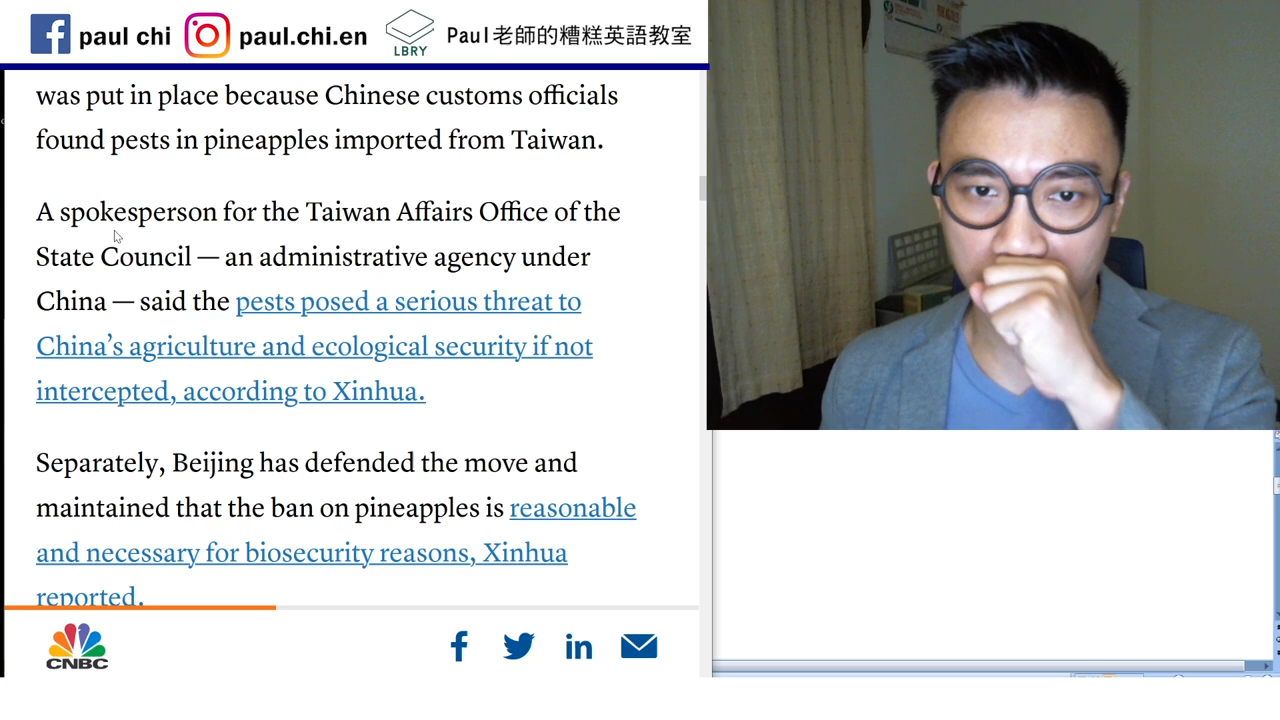 paul chi
paul.chi.en
LBRY
Paul老師的糟糕英語教室
was put in place because Chinese customs officials
found pests in pineapples imported from Taiwan.
A spokesperson for the Taiwan Affairs Office of the
State Council — an administrative agency under
China — said the pests posed a serious threat to
China’s agriculture and ecological security if not
intercepted, according to Xinhua.
Separately, Beijing has defended the move and
maintained that the ban on pineapples is reasonable
and necessary for biosecurity reasons, Xinhua
reported.
CNBC